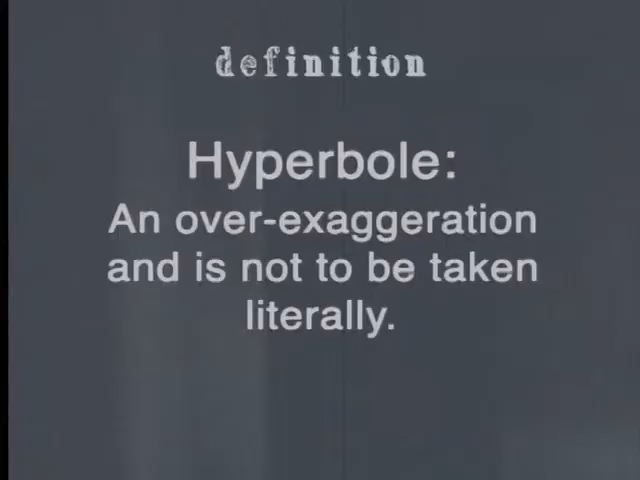 definition
Hyperbole:
An over-exaggeration
and is not to be taken
literally.